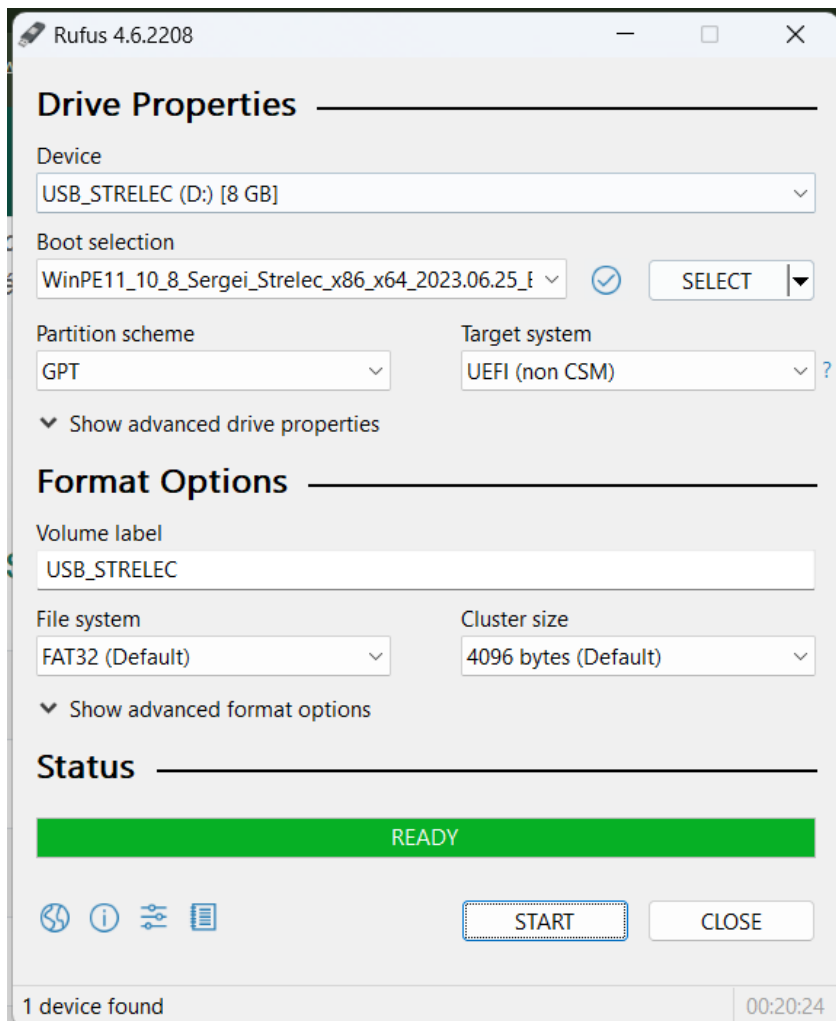 Rufus 4.6.2208
Drive Properties
Device
USB_STRELEC (D:) [8 GB]
Boot selection
WinPE11_10_8_Sergei_Strelec_x86_x64_2023.06.25_E
SELECT
Partition scheme
Target system
GPT
UEFI (non CSM)
?
Show advanced drive properties
Format Options
Volume label
USB_STRELEC
File system
Cluster size
FAT32 (Default)
4096 bytes (Default)
Show advanced format options
Status
READY
START
CLOSE
1 device found
00:20:24